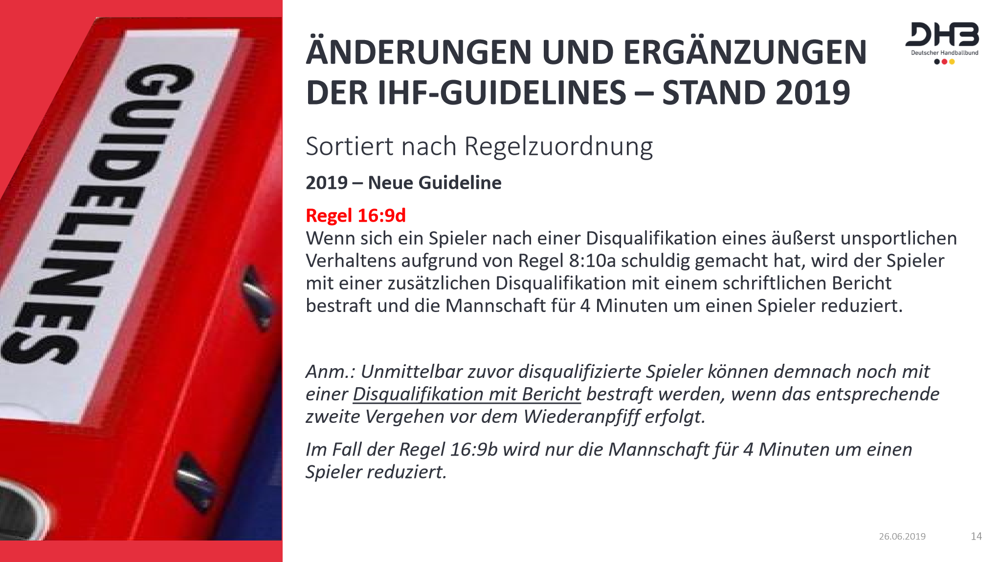 GUIDELINES
ÄNDERUNGEN UND ERGÄNZUNGEN
DER IHF-GUIDELINES – STAND 2019
DHB
Deutscher Handballbund
Sortiert nach Regelzuordnung
2019 – Neue Guideline
Regel 16:9d
Wenn sich ein Spieler nach einer Disqualifikation eines äußerst unsportlichen
Verhaltens aufgrund von Regel 8:10a schuldig gemacht hat, wird der Spieler
mit einer zusätzlichen Disqualifikation mit einem schriftlichen Bericht
bestraft und die Mannschaft für 4 Minuten um einen Spieler reduziert.
Anm.: Unmittelbar zuvor disqualifizierte Spieler können demnach noch mit
einer Disqualifikation mit Bericht bestraft werden, wenn das entsprechende
zweite Vergehen vor dem Wiederanpfiff erfolgt.
Im Fall der Regel 16:9b wird nur die Mannschaft für 4 Minuten um einen
Spieler reduziert.
26.06.2019
14